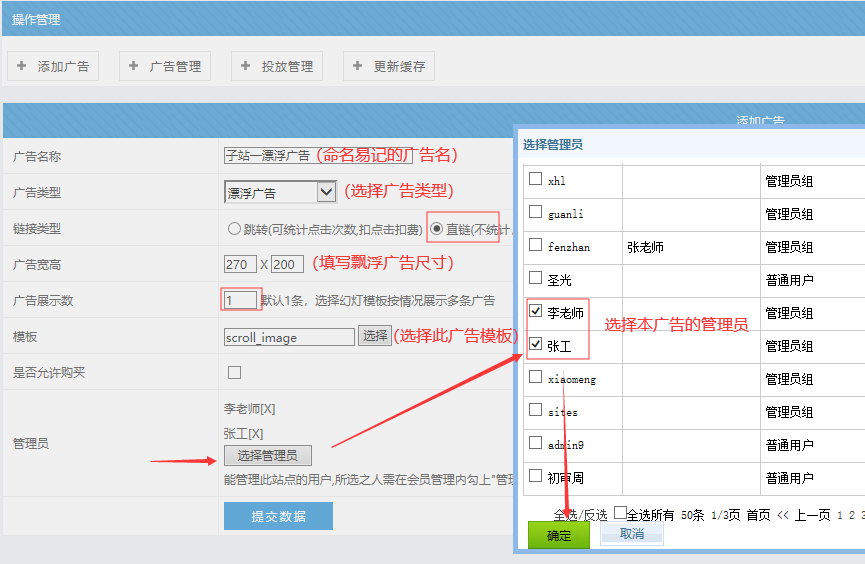 操作管理
添加广告 广告管理 投放管理 更新缓存
添加广告
广告名称 子站一漂浮广告 (命名易记的广告名)
广告类型 漂浮广告 (选择广告类型)
链接类型 跳转(可统计点击次数,扣点击扣费) 直链(不统计,
广告宽高 270 X 200 (填写飘浮广告尺寸)
广告展示数 1 默认1条，选择幻灯模板按情况展示多条广告
模板 scroll_image 选择 (选择此广告模板)
是否允许购买
李老师[X]
张工[X]
管理员 选择管理员
能管理此站点的用户,所选之人需在会员管理内勾上"管理
提交数据
选择管理员
xhl 管理员组
guanli 管理员组
fenzhan 张老师 管理员组
圣光 普通用户
李老师 管理员组
选择本广告的管理员
张工 管理员组
xiaomeng 管理员组
sites 管理员组
admin9 普通用户
初审周 普通用户
全选/反选 全选所有 50条 1/3页 首页 << 上一页 1 2 3
确定 取消